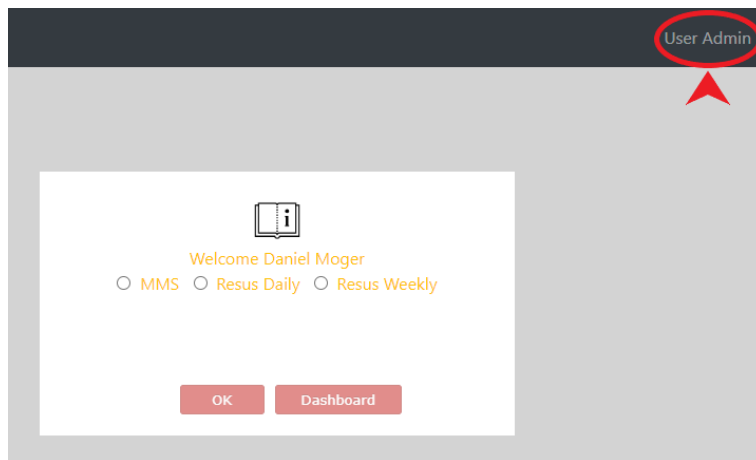 User Admin
i
Welcome Daniel Moger
MMS Resus Daily Resus Weekly
OK Dashboard